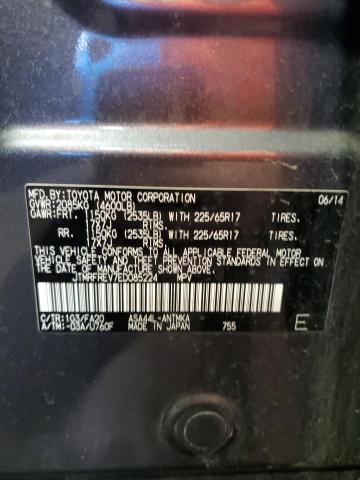 MFD.BY:TOYOTA MOTOR CORPORATION 06/14
GVWR:2085KG (4600LB)
GAWR:FRT. 1150KG (2535LB) WITH 225/65R17 TIRES,
17X7J RIMS,
RR. 1150KG (2535LB) WITH 225/65R17 TIRES,
17X7J RIMS,
THIS VEHICLE CONFORMS TO ALL APPLICABLE FEDERAL MOTOR
VEHICLE SAFETY, AND THEFT PREVENTION STANDARDS IN EFFECT ON
THE DATE OF MANUFACTURE SHOWN ABOVE.
JTMRFREV7ED085224 MPV
C/TR:1G3/FA20 ASA44L-ANTMKA
A/TM:-03A/U760F MADE IN JAPAN 755 E